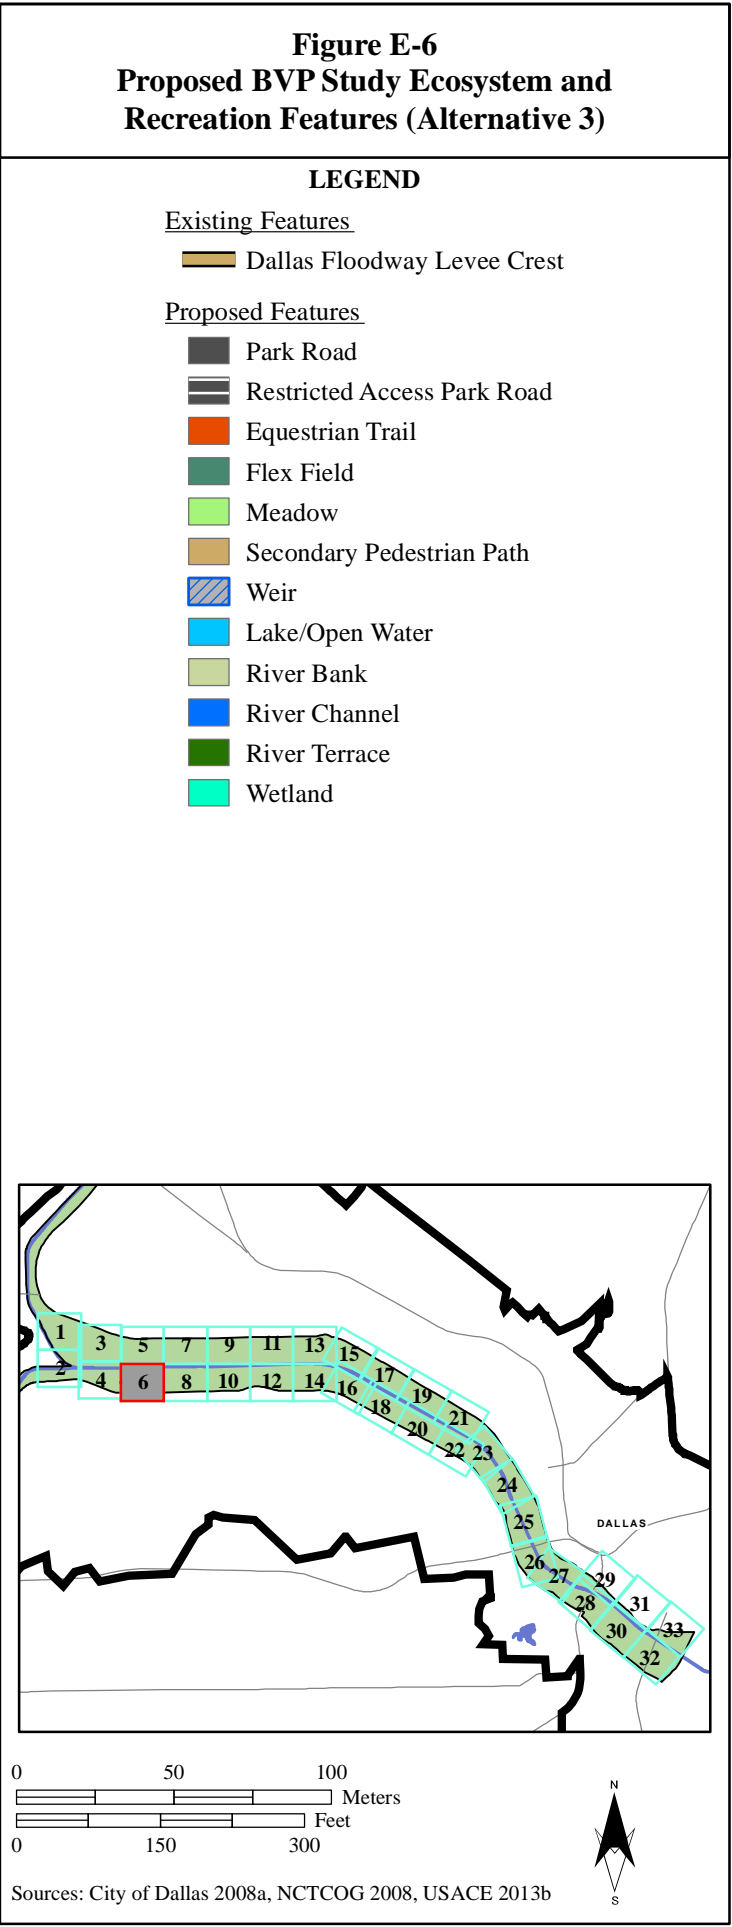 Figure E-6
Proposed BVP Study Ecosystem and
Recreation Features (Alternative 3)
LEGEND
Existing Features
Dallas Floodway Levee Crest
Proposed Features
Park Road
Restricted Access Park Road
Equestrian Trail
Flex Field
Meadow
Secondary Pedestrian Path
Weir
Lake/Open Water
River Bank
River Channel
River Terrace
Wetland
1
2
3
4
5
6
7
8
9
10
11
12
13
14
15
16
17
18
19
20
21
22
23
24
25
26
27
28
29
30
31
32
33
DALLAS
0 50 100
Meters
Feet
0 150 300
N
S
Sources: City of Dallas 2008a, NCTCOG 2008, USACE 2013b